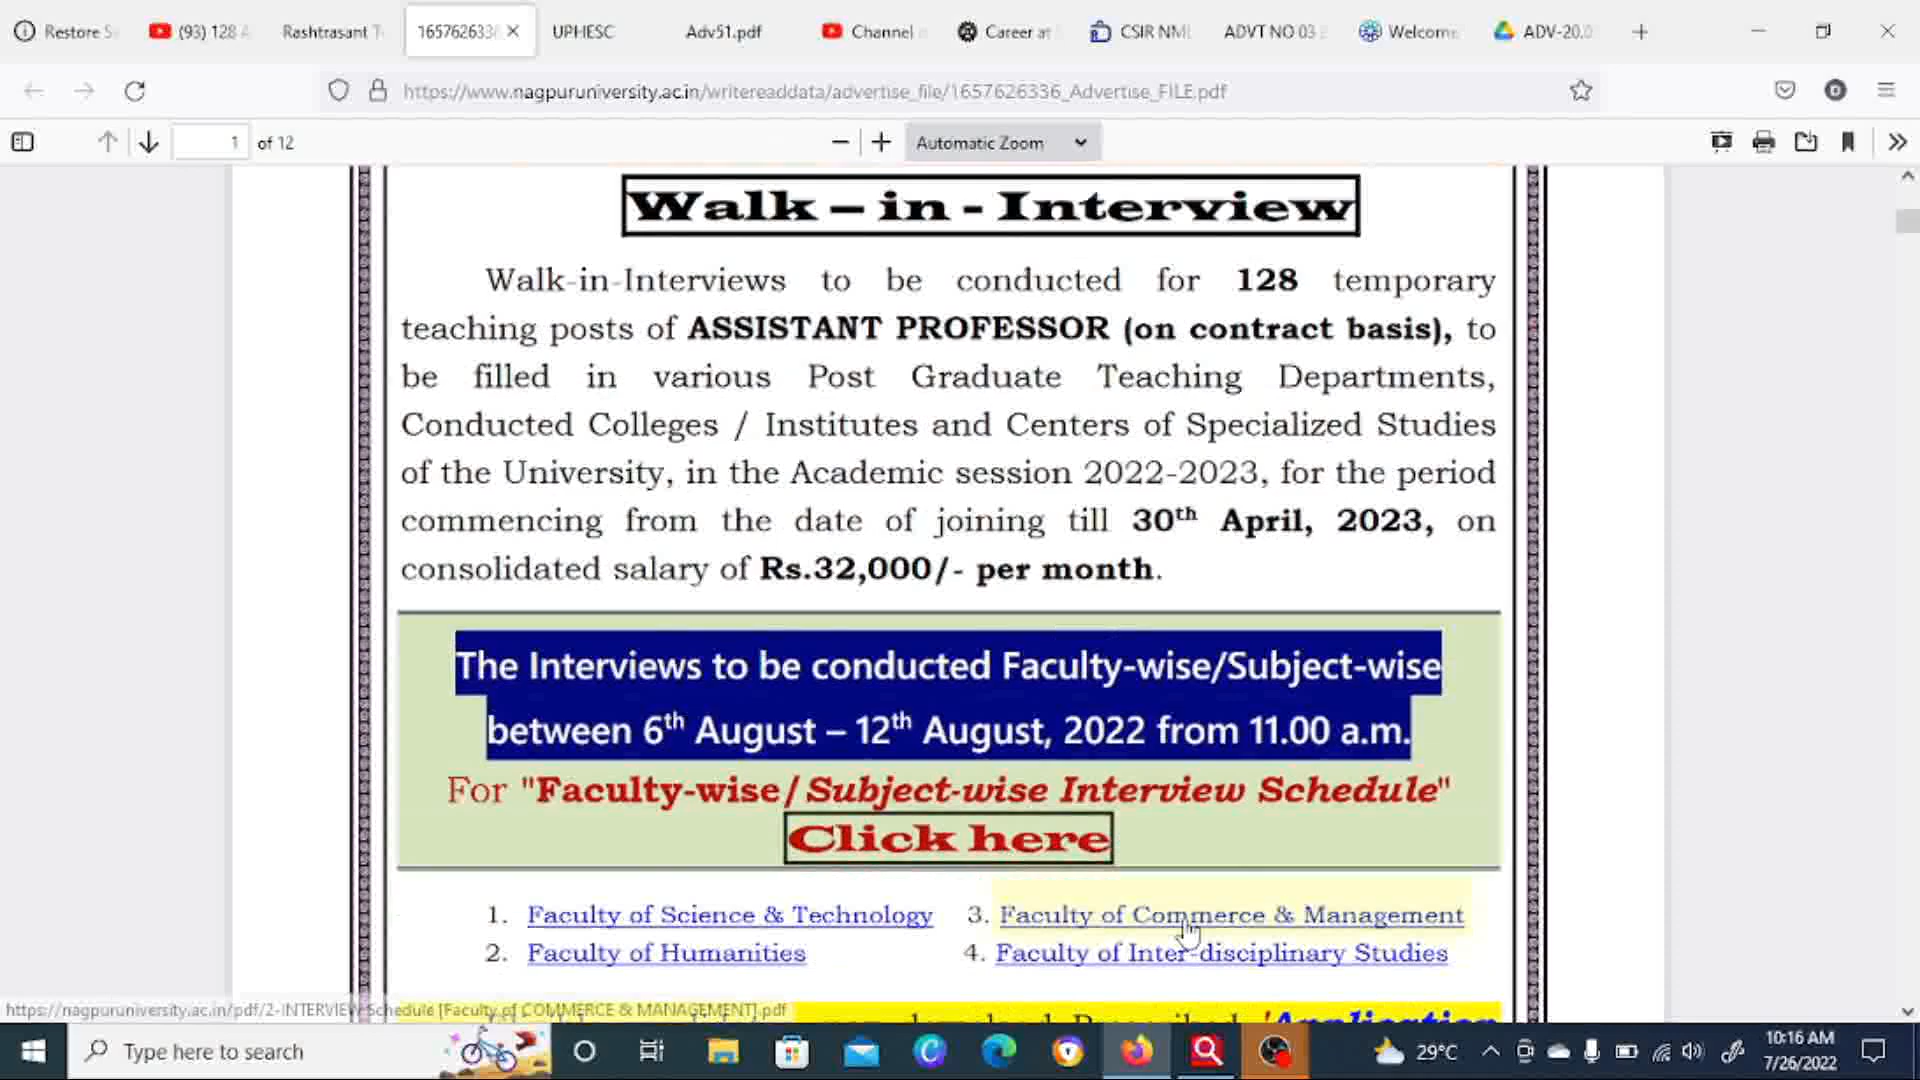 Restore S
(93) 128 A
Rashtrasant T
1657626336
UPHESC
Adv51.pdf
Channel
Career at
CSIR NML
ADVT NO 03
Welcome
ADV-20.0
https://www.nagpuruniversity.ac.in/writereaddata/advertise_file/1657626336_Advertise_FILE.pdf
1 of 12
Automatic Zoom
Walk – in - Interview
Walk-in-Interviews to be conducted for 128 temporary
teaching posts of ASSISTANT PROFESSOR (on contract basis), to
be filled in various Post Graduate Teaching Departments,
Conducted Colleges / Institutes and Centers of Specialized Studies
of the University, in the Academic session 2022-2023, for the period
commencing from the date of joining till 30th April, 2023, on
consolidated salary of Rs.32,000/- per month.
The Interviews to be conducted Faculty-wise/Subject-wise
between 6th August – 12th August, 2022 from 11.00 a.m.
For "Faculty-wise/Subject-wise Interview Schedule"
Click here
1. Faculty of Science & Technology
3. Faculty of Commerce & Management
2. Faculty of Humanities
4. Faculty of Inter-disciplinary Studies
https://nagpuruniversity.ac.in/pdf/2-INTERVIEW Schedule [Faculty of COMMERCE & MANAGEMENT].pdf
'Application
Type here to search
29°C
10:16 AM
7/26/2022